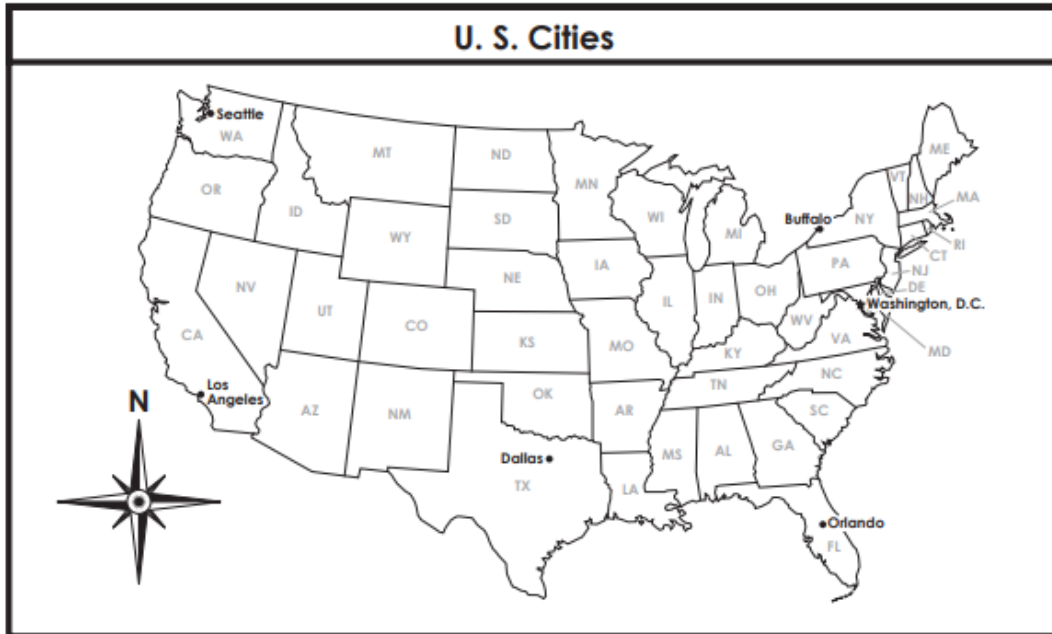 U. S. Cities
Seattle
WA
MT
ND
MN
ME
VT
NH
MA
OR
ID
SD
WI
MI
Buffalo
NY
RI
CT
WY
IA
PA
NJ
NE
DE
NV
UT
CO
IL
IN
OH
Washington, D.C.
WV
CA
KS
MO
VA
KY
MD
Los
Angeles
N
AZ
NM
OK
AR
TN
NC
SC
MS
AL
GA
Dallas
TX
LA
Orlando
FL